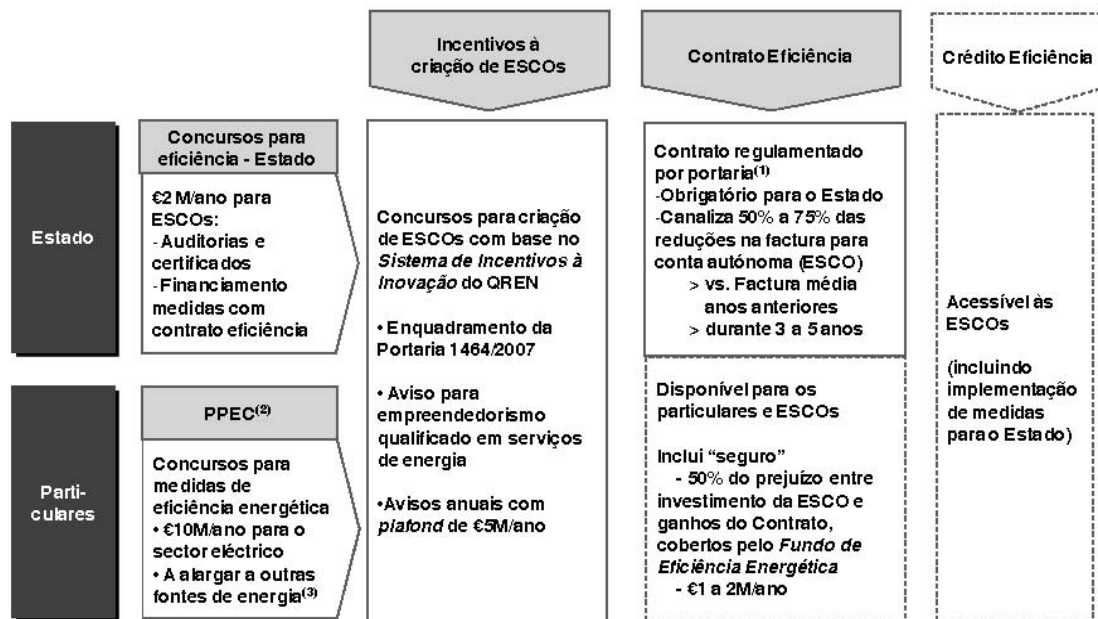 Incentivos à
criação de ESCOs
Contrato Eficiência
Crédito Eficiência
Estado
Concursos para
eficiência - Estado
€2 M/ano para
ESCOs:
- Auditorias e
certificados
- Financiamento
medidas com
contrato eficiência
Parti-
culares
PPEC(2)
Concursos para
medidas de
eficiência energética
• €10M/ano para o
sector eléctrico
• A alargar a outras
fontes de energia(3)
Concursos para criação
de ESCOs com base no
Sistema de Incentivos à
Inovação do QREN
• Enquadramento da
Portaria 1464/2007
• Aviso para
empreendedorismo
qualificado em serviços
de energia
•Avisos anuais com
plafond de €5M/ano
Contrato regulamentado
por portaria(1)
-Obrigatório para o Estado
-Canaliza 50% a 75% das
reduções na factura para
conta autónoma (ESCO)
> vs. Factura média
anos anteriores
> durante 3 a 5 anos
Disponível para os
particulares e ESCOs
Inclui “seguro”
- 50% do prejuízo entre
investimento da ESCO e
ganhos do Contrato,
cobertos pelo Fundo de
Eficiência Energética
- €1 a 2M/ano
Acessível às
ESCOs
(incluindo
implementação
de medidas
para o Estado)